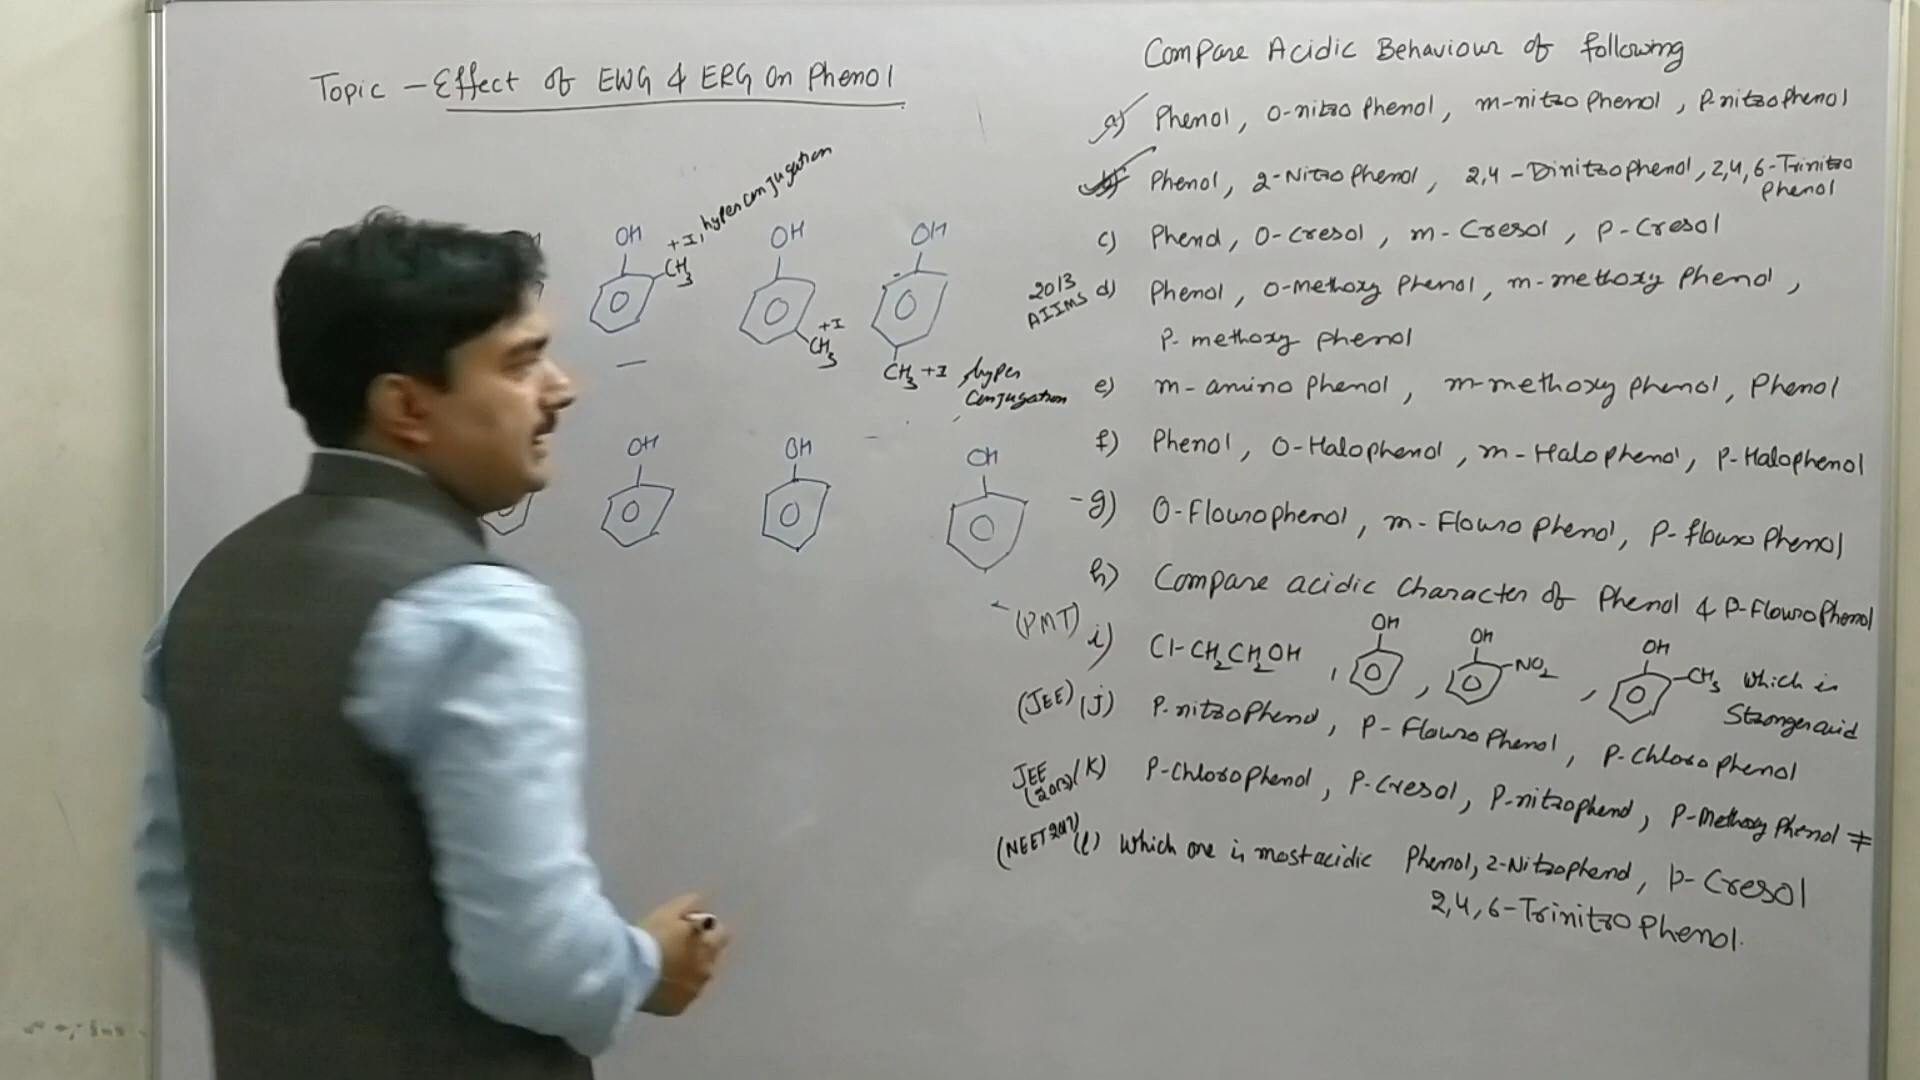 Topic - Effect of EWG & ERG On Phenol
OH
+I, hyperconjugation
CH3
OH
+I
CH3
OH
CH3 +I, hyper
Conjugation
OH
OH
OH
Compare Acidic Behaviour of following
a) Phenol, O-nitro Phenol, m-nitro Phenol, P-nitrophenol
b) Phenol, 2-Nitro Phenol, 2,4-Dinitrophenol, 2,4,6-Trinitro
Phenol
c) Phenol, O-Cresol, m-Cresol, P-Cresol
2013
AIIMS
d) Phenol, O-Methoxy Phenol, m-methoxy Phenol,
P-methoxy Phenol
e) m-amino Phenol, m-methoxy Phenol, Phenol
f) Phenol, O-Halophenol, m-Halophenol, P-Halophenol
g) O-Flourophenol, m-Flouro Phenol, P-flouro Phenol
h) Compare acidic Character of Phenol & P-Flouro Phenol
(PMT) i) Cl-CH2CH2OH, OH, OH -NO2, OH -CH3 Which is
Stronger acid
(JEE) (j) P-nitro Phenol, P-Flouro Phenol, P-Chloro phenol
JEE
(2013) (K) P-Chloro Phenol, P-Cresol, P-nitrophenol, P-Methoxy Phenol ≠
(NEET 2017) (l) Which one is most acidic Phenol, 2-Nitrophenol, P-Cresol
2,4,6-Trinitro Phenol.